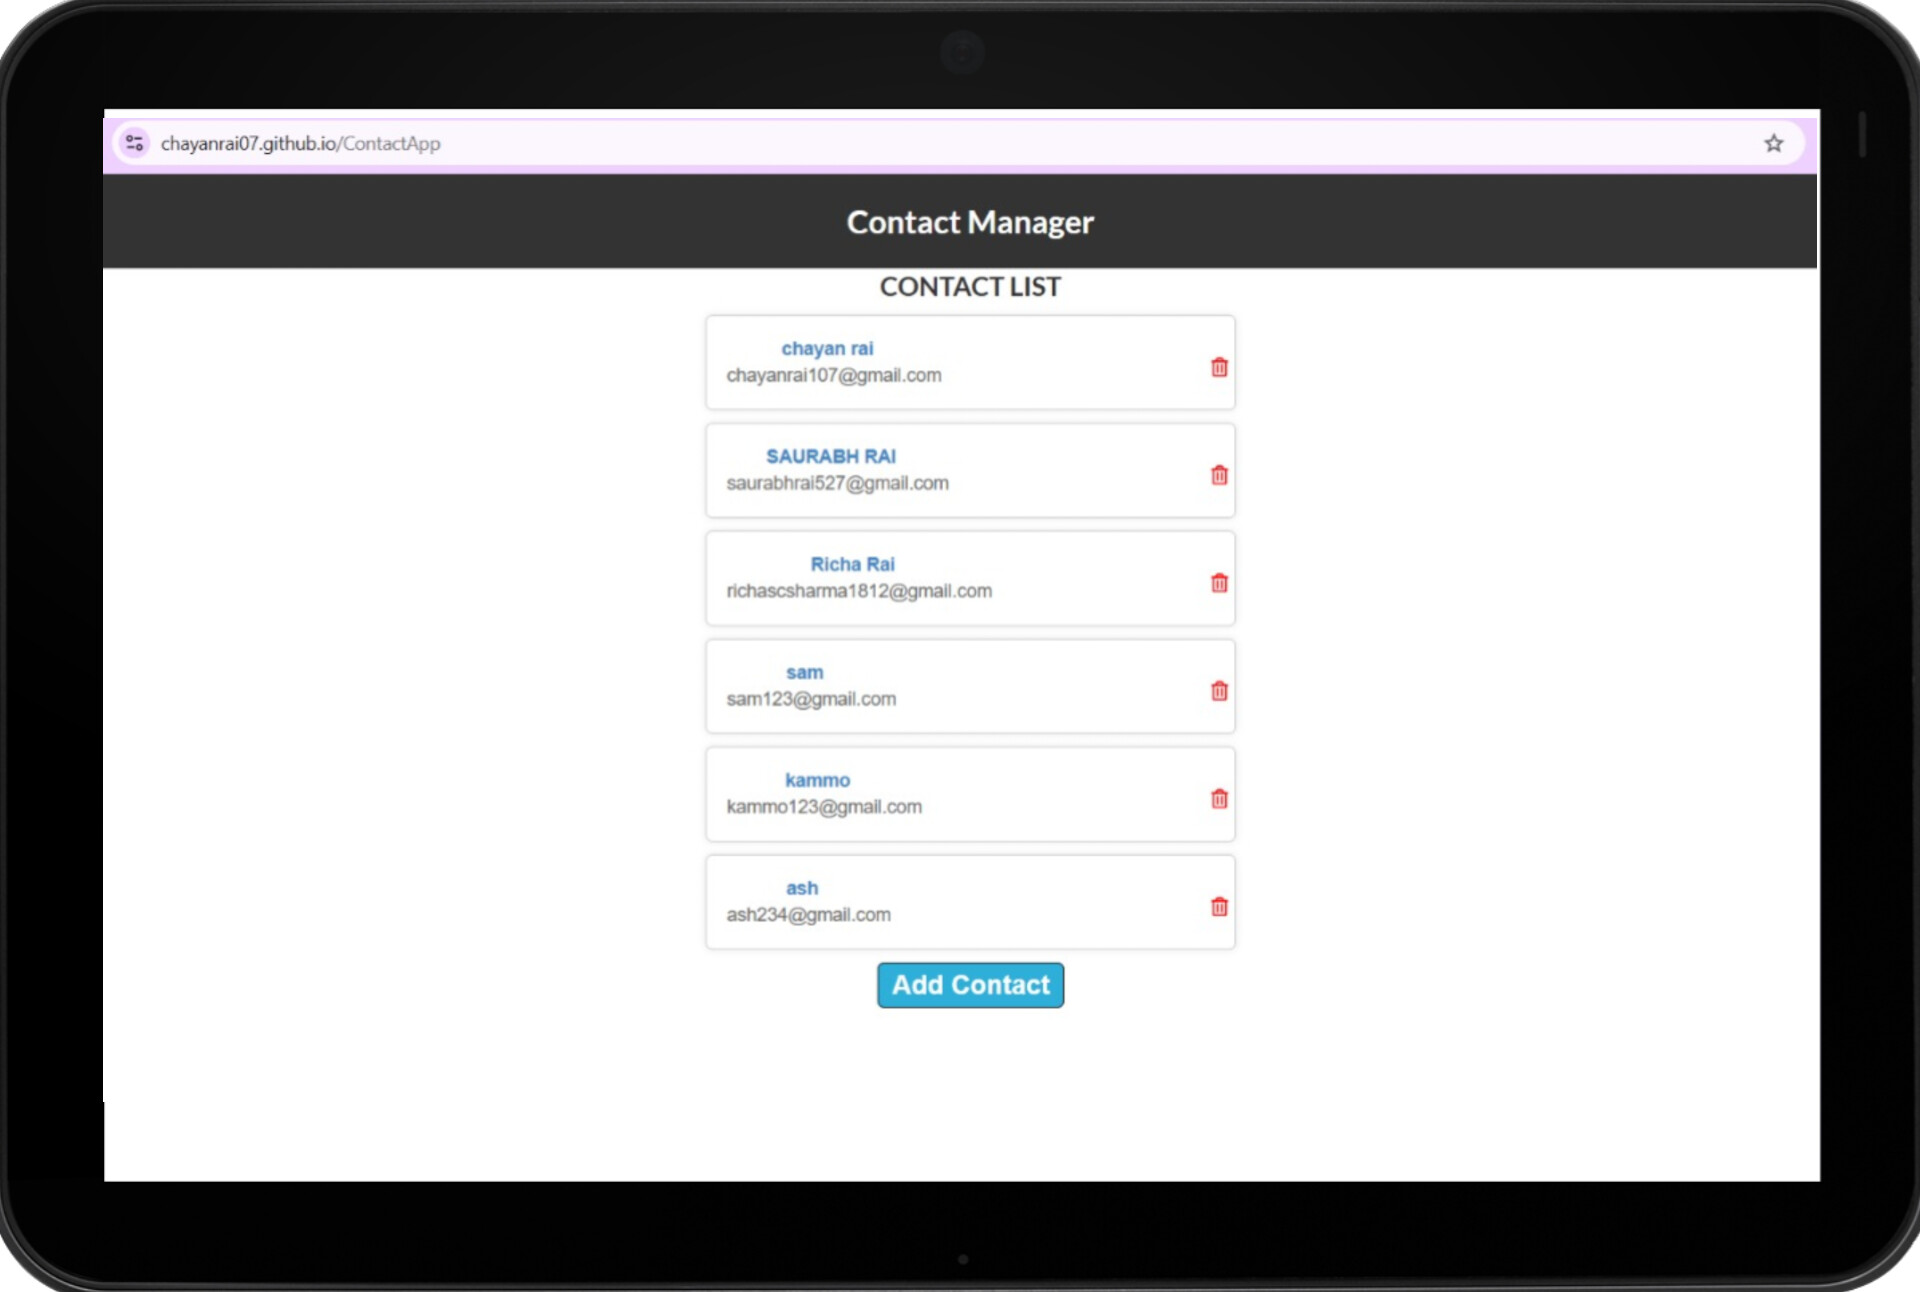 chayanrai07.github.io/ContactApp
Contact Manager
CONTACT LIST
chayan rai
chayanrai107@gmail.com
SAURABH RAI
saurabhrai527@gmail.com
Richa Rai
richascsharma1812@gmail.com
sam
sam123@gmail.com
kammo
kammo123@gmail.com
ash
ash234@gmail.com
Add Contact